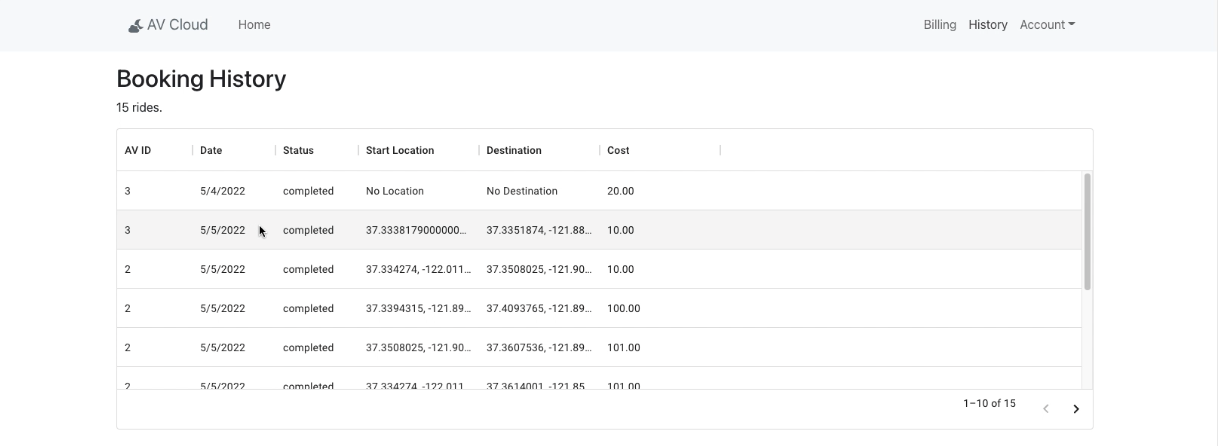 AV Cloud Home Billing History Account
Booking History
15 rides.
AV ID Date Status Start Location Destination Cost
3 5/4/2022 completed No Location No Destination 20.00
3 5/5/2022 completed 37.3338179000000... 37.3351874, -121.88... 10.00
2 5/5/2022 completed 37.334274, -122.011... 37.3508025, -121.90... 10.00
2 5/5/2022 completed 37.3394315, -121.89... 37.4093765, -121.89... 100.00
2 5/5/2022 completed 37.3508025, -121.90... 37.3607536, -121.89... 101.00
2 5/5/2022 completed 37.334274, -122.011... 37.3614001, -121.85... 101.00
1–10 of 15